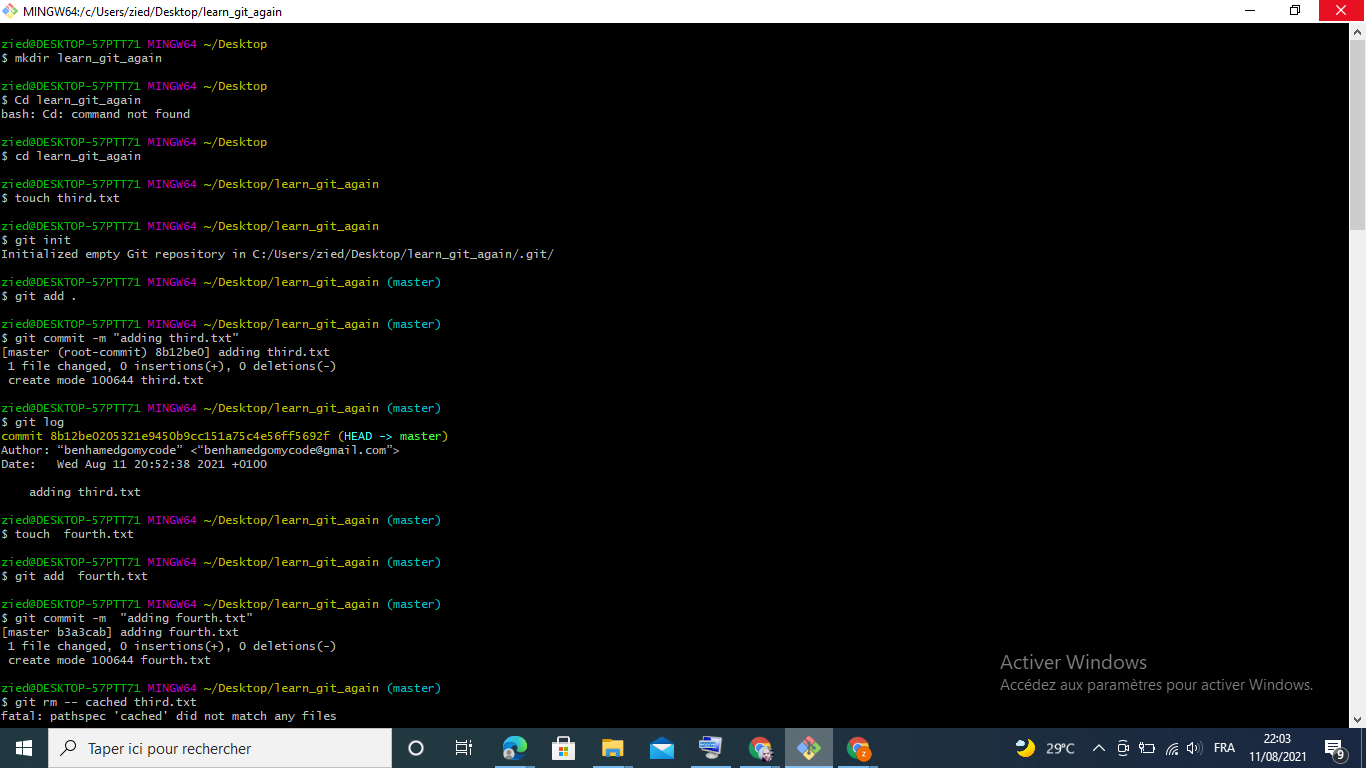 MINGW64:/c/Users/zied/Desktop/learn_git_again
zied@DESKTOP-57PTT71 MINGW64 ~/Desktop
$ mkdir learn_git_again
zied@DESKTOP-57PTT71 MINGW64 ~/Desktop
$ Cd learn_git_again
bash: Cd: command not found
zied@DESKTOP-57PTT71 MINGW64 ~/Desktop
$ cd learn_git_again
zied@DESKTOP-57PTT71 MINGW64 ~/Desktop/learn_git_again
$ touch third.txt
zied@DESKTOP-57PTT71 MINGW64 ~/Desktop/learn_git_again
$ git init
Initialized empty Git repository in C:/Users/zied/Desktop/learn_git_again/.git/
zied@DESKTOP-57PTT71 MINGW64 ~/Desktop/learn_git_again (master)
$ git add .
zied@DESKTOP-57PTT71 MINGW64 ~/Desktop/learn_git_again (master)
$ git commit -m "adding third.txt"
[master (root-commit) 8b12be0] adding third.txt
 1 file changed, 0 insertions(+), 0 deletions(-)
 create mode 100644 third.txt
zied@DESKTOP-57PTT71 MINGW64 ~/Desktop/learn_git_again (master)
$ git log
commit 8b12be0205321e9450b9cc151a75c4e56ff5692f (HEAD -> master)
Author: “benhamedgomycode” <“benhamedgomycode@gmail.com”>
Date:   Wed Aug 11 20:52:38 2021 +0100
    adding third.txt
zied@DESKTOP-57PTT71 MINGW64 ~/Desktop/learn_git_again (master)
$ touch  fourth.txt
zied@DESKTOP-57PTT71 MINGW64 ~/Desktop/learn_git_again (master)
$ git add  fourth.txt
zied@DESKTOP-57PTT71 MINGW64 ~/Desktop/learn_git_again (master)
$ git commit -m  "adding fourth.txt"
[master b3a3cab] adding fourth.txt
 1 file changed, 0 insertions(+), 0 deletions(-)
 create mode 100644 fourth.txt
zied@DESKTOP-57PTT71 MINGW64 ~/Desktop/learn_git_again (master)
$ git rm -- cached third.txt
fatal: pathspec 'cached' did not match any files
Activer Windows
Accédez aux paramètres pour activer Windows.
Taper ici pour rechercher
z
29°C
FRA
22:03
11/08/2021
9